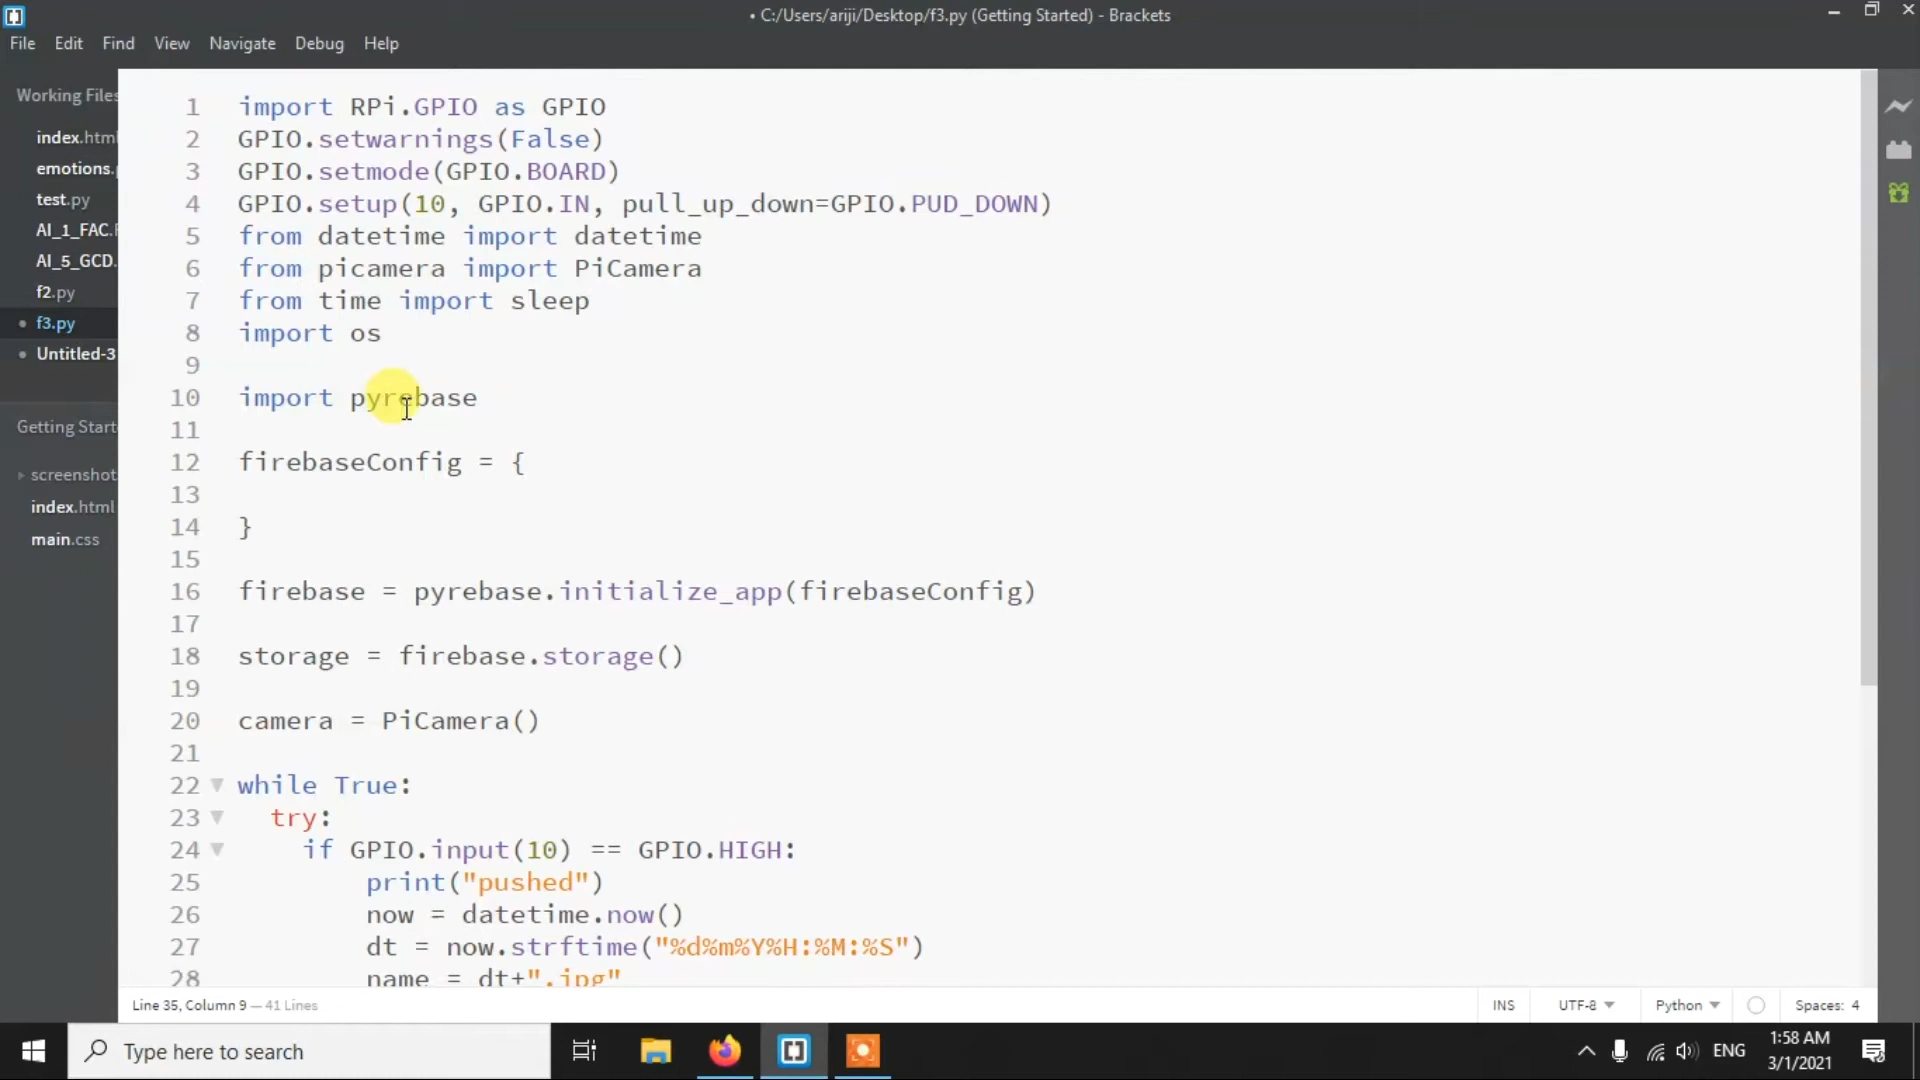 • C:/Users/ariji/Desktop/f3.py (Getting Started) - Brackets
File Edit Find View Navigate Debug Help
Working Files
index.html
emotions.
test.py
AI_1_FAC.
AI_5_GCD.
f2.py
• f3.py
• Untitled-3
Getting Start
screenshot
index.html
main.css
1 import RPi.GPIO as GPIO
2 GPIO.setwarnings(False)
3 GPIO.setmode(GPIO.BOARD)
4 GPIO.setup(10, GPIO.IN, pull_up_down=GPIO.PUD_DOWN)
5 from datetime import datetime
6 from picamera import PiCamera
7 from time import sleep
8 import os
9
10 import pyrebase
11
12 firebaseConfig = {
13
14 }
15
16 firebase = pyrebase.initialize_app(firebaseConfig)
17
18 storage = firebase.storage()
19
20 camera = PiCamera()
21
22 while True:
23 try:
24 if GPIO.input(10) == GPIO.HIGH:
25 print("pushed")
26 now = datetime.now()
27 dt = now.strftime("%d%m%Y%H:%M:%S")
28 name = dt+".jpg"
Line 35, Column 9 — 41 Lines
INS UTF-8 Python Spaces: 4
Type here to search
ENG
1:58 AM
3/1/2021